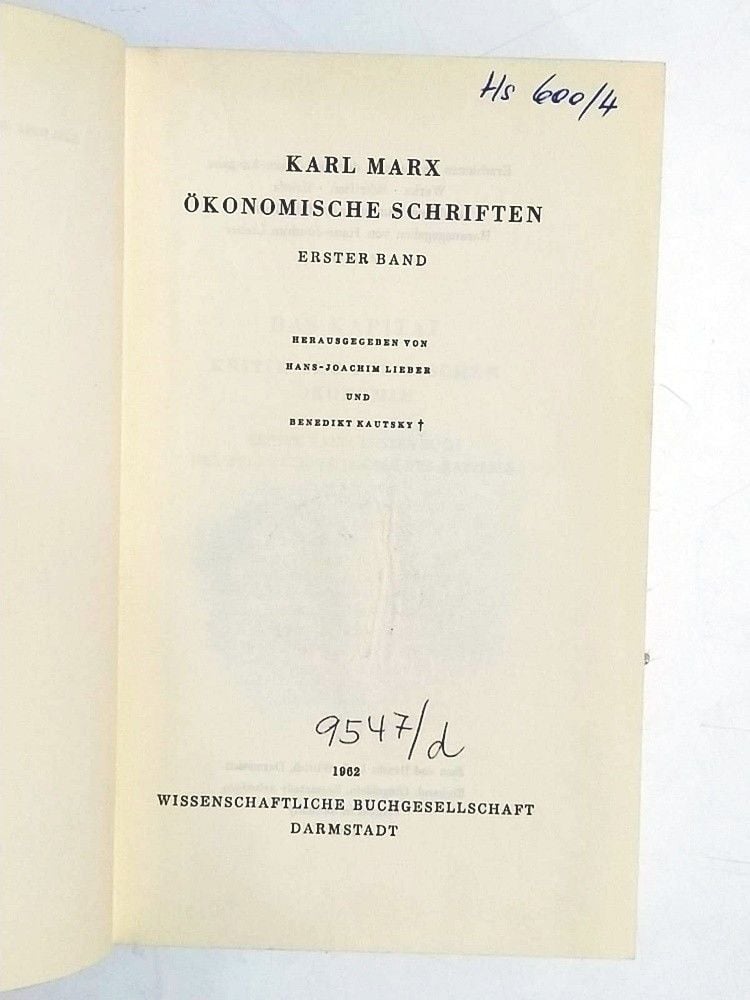 Hs 600/4
KARL MARX
ÖKONOMISCHE SCHRIFTEN
ERSTER BAND
HERAUSGEGEBEN VON
HANS-JOACHIM LIEBER
UND
BENEDIKT KAUTSKY †
9547/d
1962
WISSENSCHAFTLICHE BUCHGESELLSCHAFT
DARMSTADT